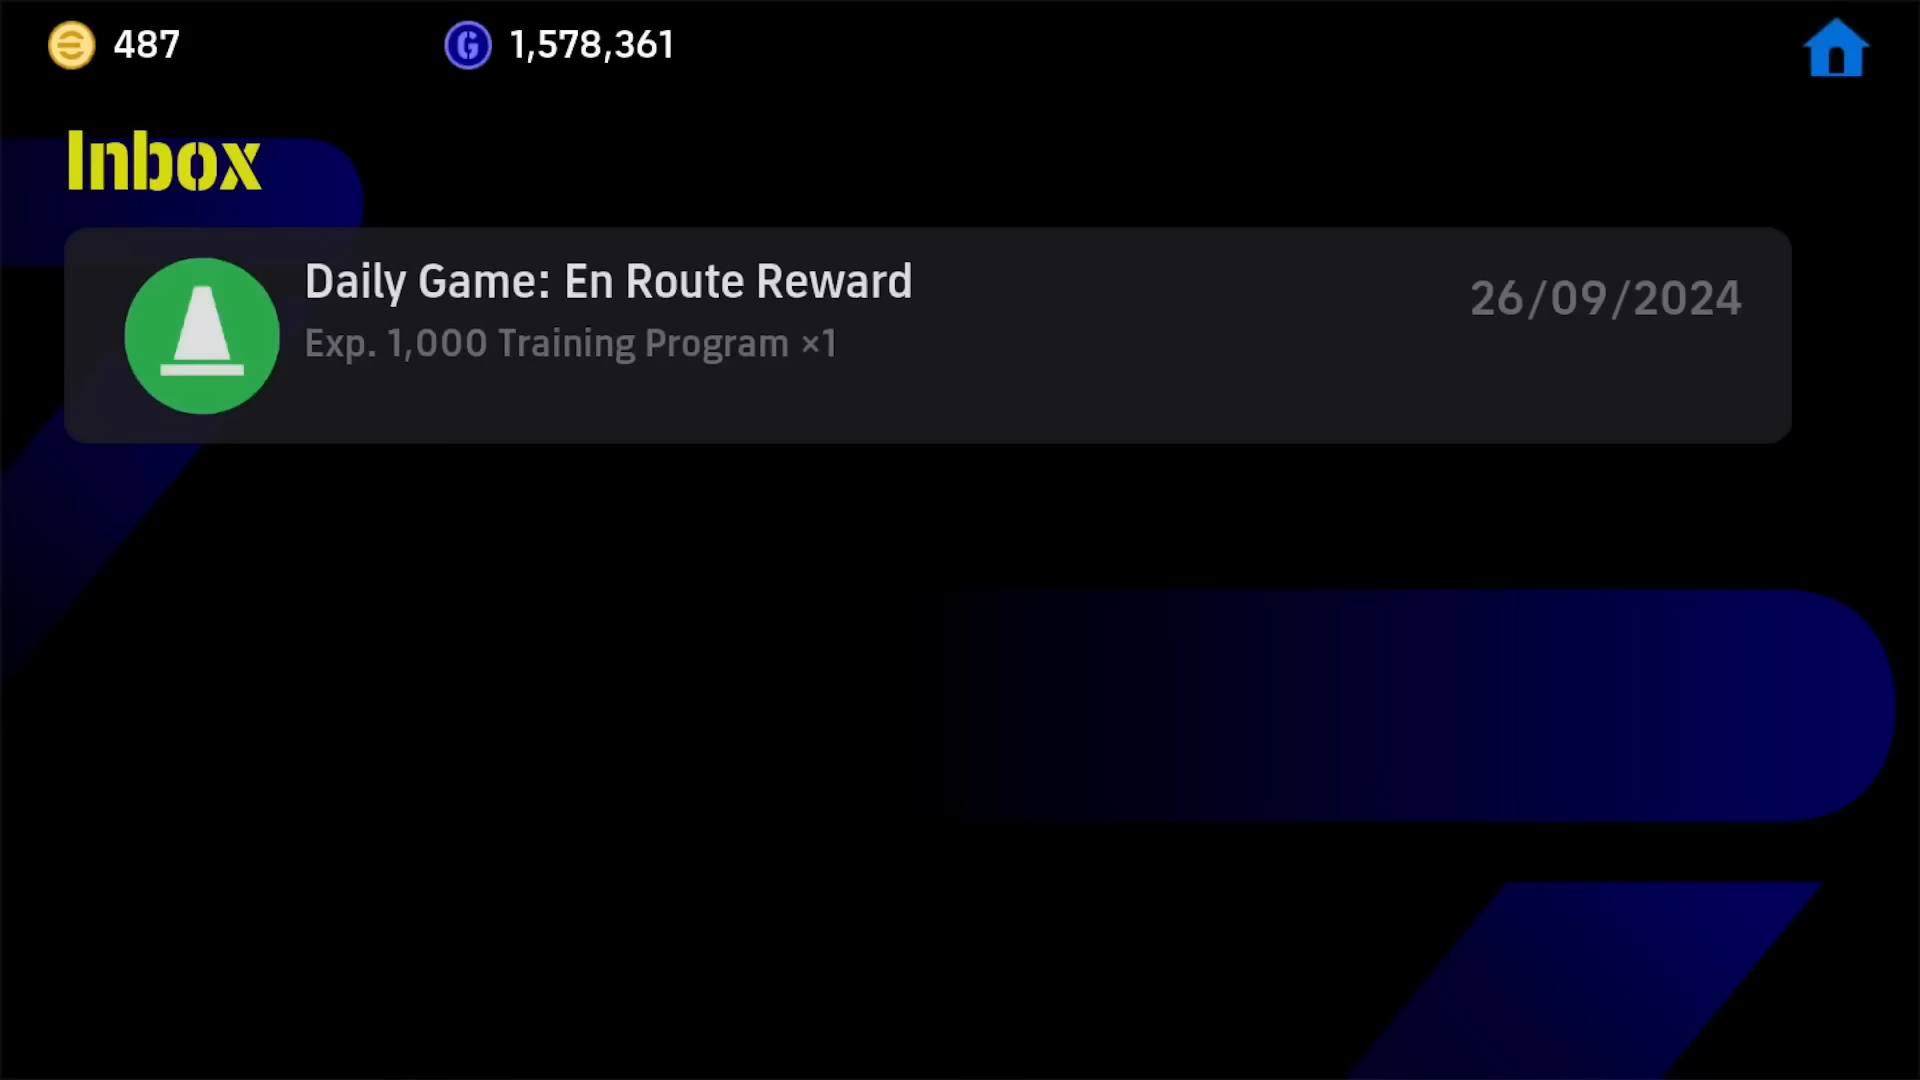 487
1,578,361
Inbox
Daily Game: En Route Reward
26/09/2024
Exp. 1,000 Training Program ×1